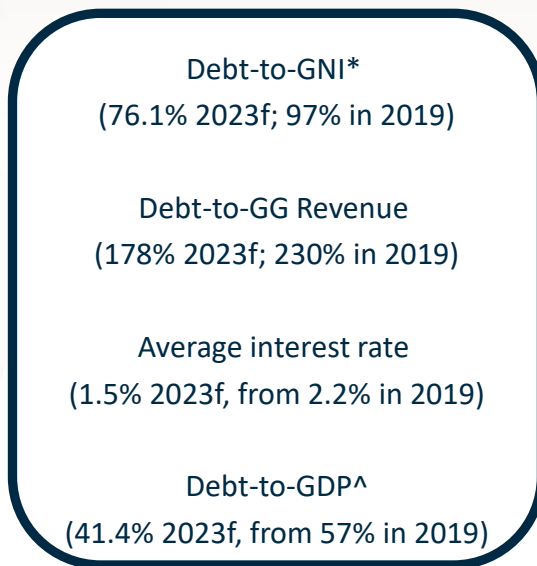 Debt-to-GNI*
(76.1% 2023f; 97% in 2019)
Debt-to-GG Revenue
(178% 2023f; 230% in 2019)
Average interest rate
(1.5% 2023f, from 2.2% in 2019)
Debt-to-GDP^
(41.4% 2023f, from 57% in 2019)